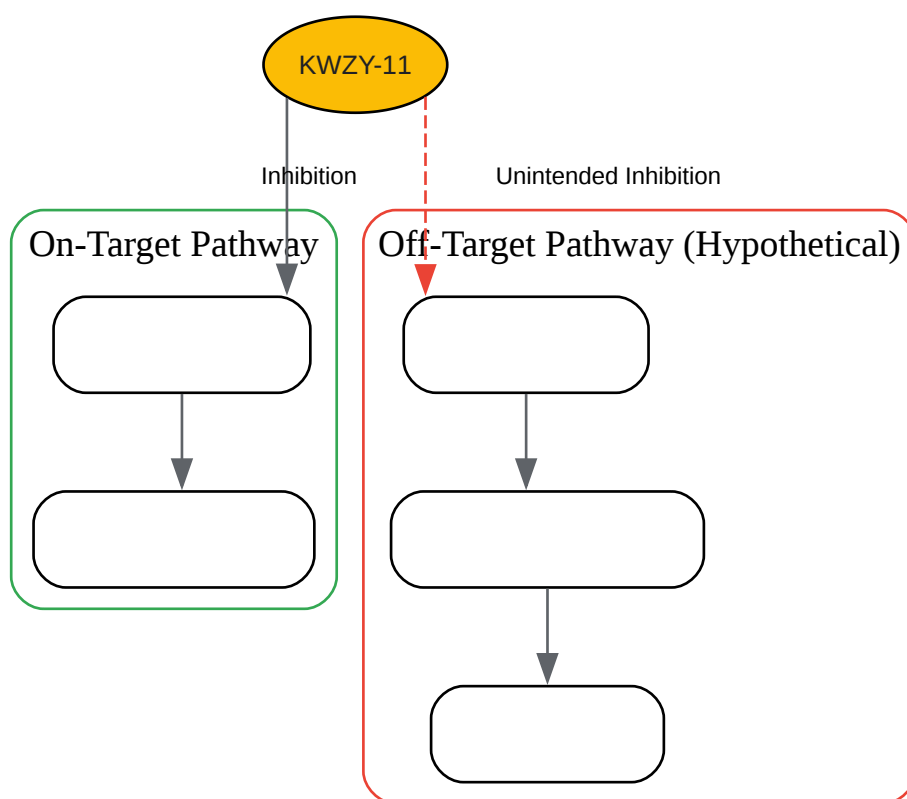 KWZY-11
Inhibition
Unintended Inhibition
On-Target Pathway
Off-Target Pathway (Hypothetical)